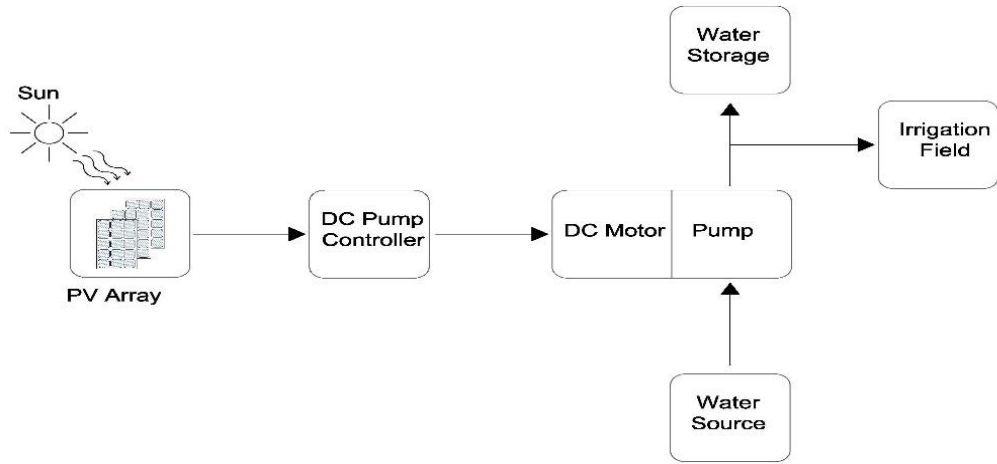 Water
Storage
Sun
Irrigation
Field
DC Pump
Controller
DC Motor
Pump
PV Array
Water
Source